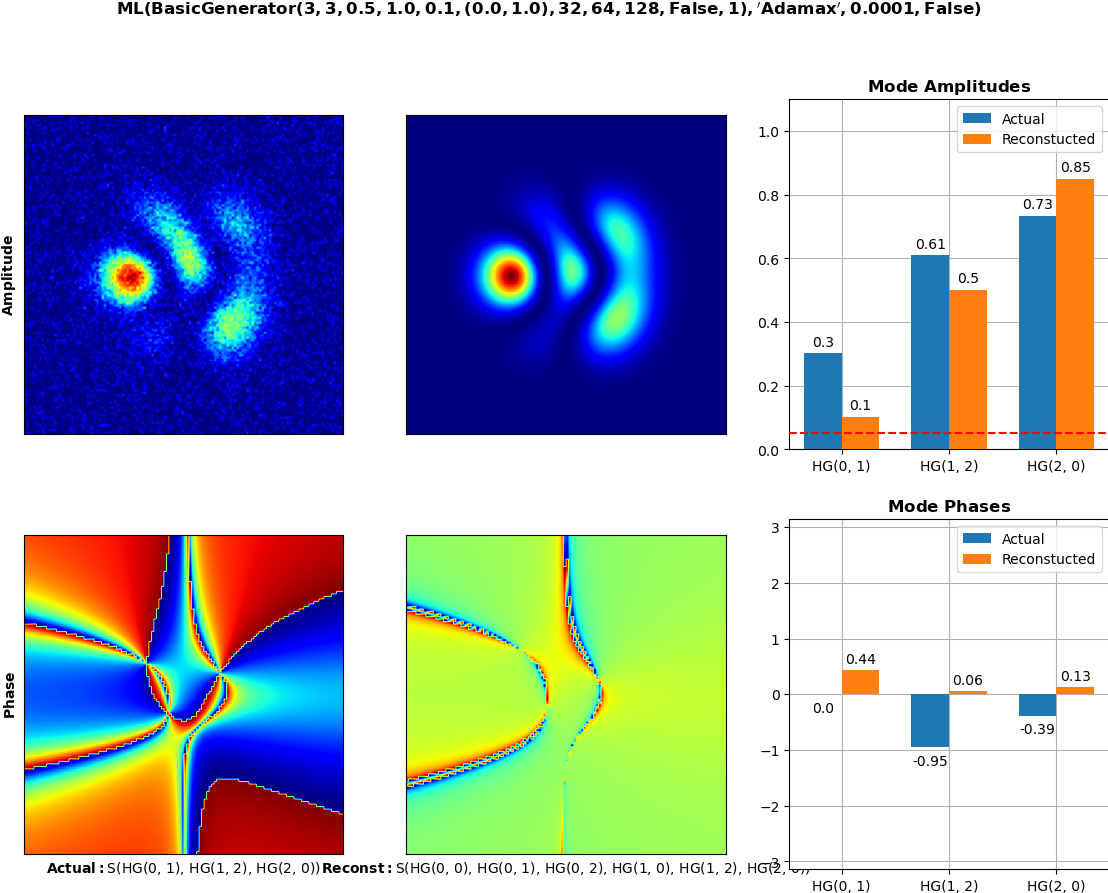 ML(BasicGenerator(3, 3, 0.5, 1.0, 0.1, (0.0, 1.0), 32, 64, 128, False, 1), ′Adamax′, 0.0001, False)
Amplitude
Mode Amplitudes
Actual
Reconstucted
1.0
0.8
0.6
0.4
0.2
0.0
0.3
0.1
0.61
0.5
0.73
0.85
HG(0, 1)
HG(1, 2)
HG(2, 0)
Phase
Mode Phases
Actual
Reconstucted
3
2
1
0
−1
−2
−3
0.0
0.44
-0.95
0.06
-0.39
0.13
HG(0, 1)
HG(1, 2)
HG(2, 0)
Actual: S(HG(0, 1), HG(1, 2), HG(2, 0)) Reconst: S(HG(0, 0), HG(0, 1), HG(0, 2), HG(1, 0), HG(1, 2), HG(2, 0))